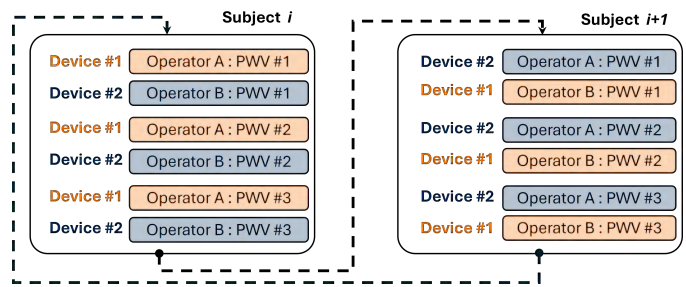 Subject i
Device #1 Operator A : PWV #1
Device #2 Operator B : PWV #1
Device #1 Operator A : PWV #2
Device #2 Operator B : PWV #2
Device #1 Operator A : PWV #3
Device #2 Operator B : PWV #3
Subject i+1
Device #2 Operator A : PWV #1
Device #1 Operator B : PWV #1
Device #2 Operator A : PWV #2
Device #1 Operator B : PWV #2
Device #2 Operator A : PWV #3
Device #1 Operator B : PWV #3